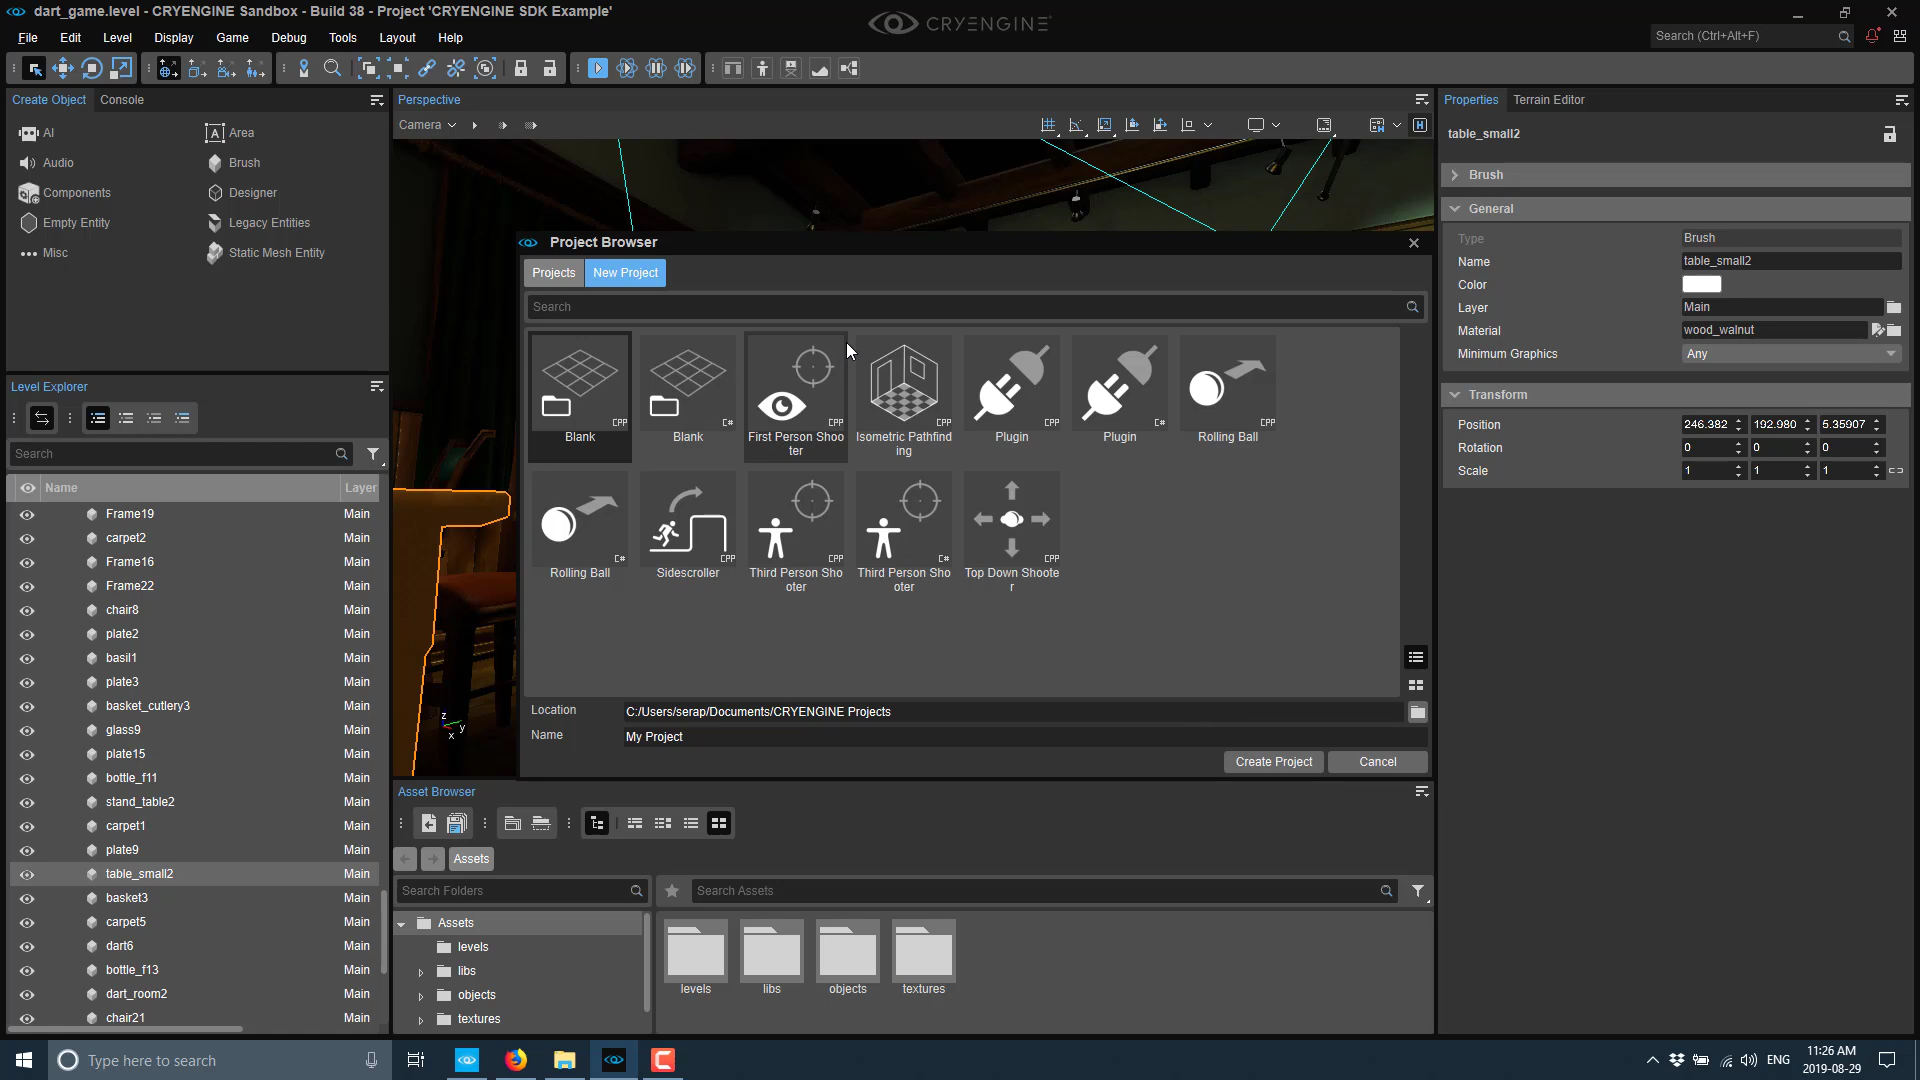 dart_game.level - CRYENGINE Sandbox - Build 38 - Project 'CRYENGINE SDK Example'
CRYENGINE
File Edit Level Display Game Debug Tools Layout Help
Search (Ctrl+Alt+F)
Create Object Console
AI Area
Audio Brush
Components Designer
Empty Entity Legacy Entities
Misc Static Mesh Entity
Level Explorer
Search
Name Layer
Frame19 Main
carpet2 Main
Frame16 Main
Frame22 Main
chair8 Main
plate2 Main
basil1 Main
plate3 Main
basket_cutlery3 Main
glass9 Main
plate15 Main
bottle_f11 Main
stand_table2 Main
carpet1 Main
plate9 Main
table_small2 Main
basket3 Main
carpet5 Main
dart6 Main
bottle_f13 Main
dart_room2 Main
chair21 Main
Perspective
Camera
z
y
x
Project Browser
Projects New Project
Search
CPP C# CPP CPP CPP C# CPP
Blank Blank First Person Shoo Isometric Pathfind Plugin Plugin Rolling Ball
ter ing
C# CPP CPP C# CPP
Rolling Ball Sidescroller Third Person Sho Third Person Sho Top Down Shoote
oter oter r
Location C:/Users/serap/Documents/CRYENGINE Projects
Name My Project
Create Project Cancel
Asset Browser
Assets
Search Folders Search Assets
Assets
levels
libs
objects
textures
levels libs objects textures
Properties Terrain Editor
table_small2
Brush
General
Type Brush
Name table_small2
Color
Layer Main
Material wood_walnut
Minimum Graphics Any
Transform
Position 246.382 192.980 5.35907
Rotation 0 0 0
Scale 1 1 1
Type here to search
ENG
11:26 AM
2019-08-29